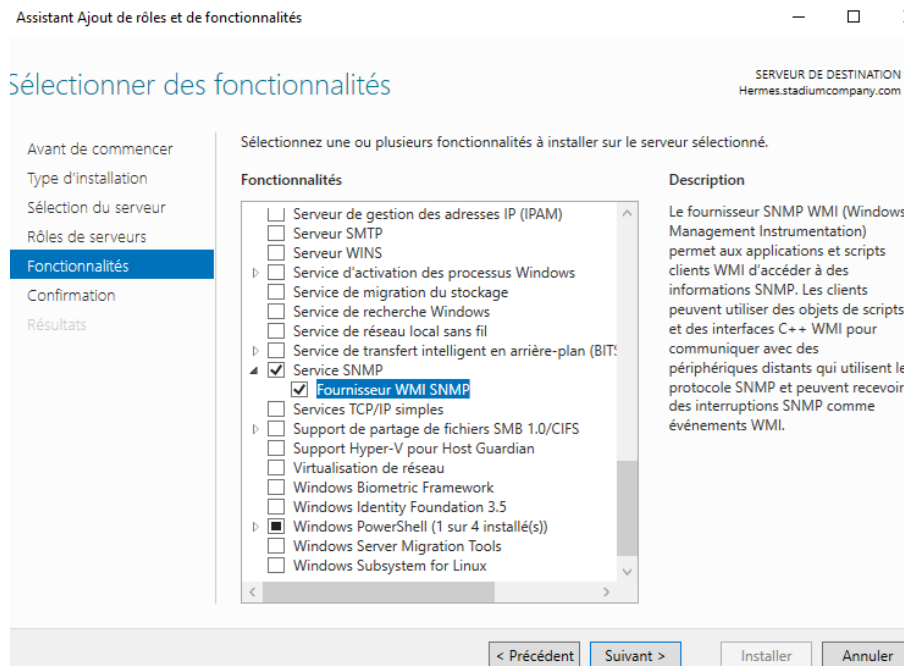 Assistant Ajout de rôles et de fonctionnalités
Sélectionner des fonctionnalités
SERVEUR DE DESTINATION
Hermes.stadiumcompany.com
Avant de commencer
Type d'installation
Sélection du serveur
Rôles de serveurs
Fonctionnalités
Confirmation
Résultats
Sélectionnez une ou plusieurs fonctionnalités à installer sur le serveur sélectionné.
Fonctionnalités
Serveur de gestion des adresses IP (IPAM)
Serveur SMTP
Serveur WINS
Service d'activation des processus Windows
Service de migration du stockage
Service de recherche Windows
Service de réseau local sans fil
Service de transfert intelligent en arrière-plan (BITS
Service SNMP
Fournisseur WMI SNMP
Services TCP/IP simples
Support de partage de fichiers SMB 1.0/CIFS
Support Hyper-V pour Host Guardian
Virtualisation de réseau
Windows Biometric Framework
Windows Identity Foundation 3.5
Windows PowerShell (1 sur 4 installé(s))
Windows Server Migration Tools
Windows Subsystem for Linux
Description
Le fournisseur SNMP WMI (Windows
Management Instrumentation)
permet aux applications et scripts
clients WMI d'accéder à des
informations SNMP. Les clients
peuvent utiliser des objets de scripts
et des interfaces C++ WMI pour
communiquer avec des
périphériques distants qui utilisent le
protocole SNMP et peuvent recevoir
des interruptions SNMP comme
événements WMI.
< Précédent
Suivant >
Installer
Annuler